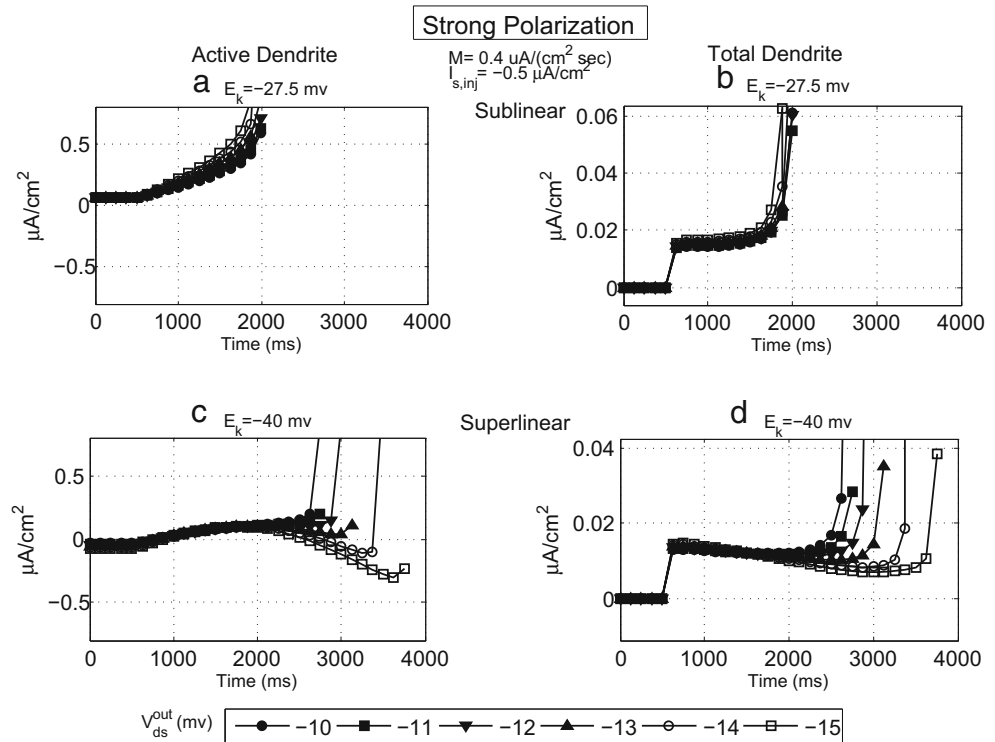 Strong Polarization
Active Dendrite
M= 0.4 uA/(cm² sec)
I_s,inj= −0.5 μA/cm²
Total Dendrite
a
E_k=−27.5 mv
Sublinear
b
E_k=−27.5 mv
μA/cm²
0.5
0
−0.5
0 1000 2000 3000 4000
Time (ms)
μA/cm²
0.06
0.04
0.02
0
0 1000 2000 3000 4000
Time (ms)
c
E_k=−40 mv
Superlinear
d
E_k=−40 mv
μA/cm²
0.5
0
−0.5
0 1000 2000 3000 4000
Time (ms)
μA/cm²
0.04
0.02
0
0 1000 2000 3000 4000
Time (ms)
V_ds^out (mv) −10 −11 −12 −13 −14 −15